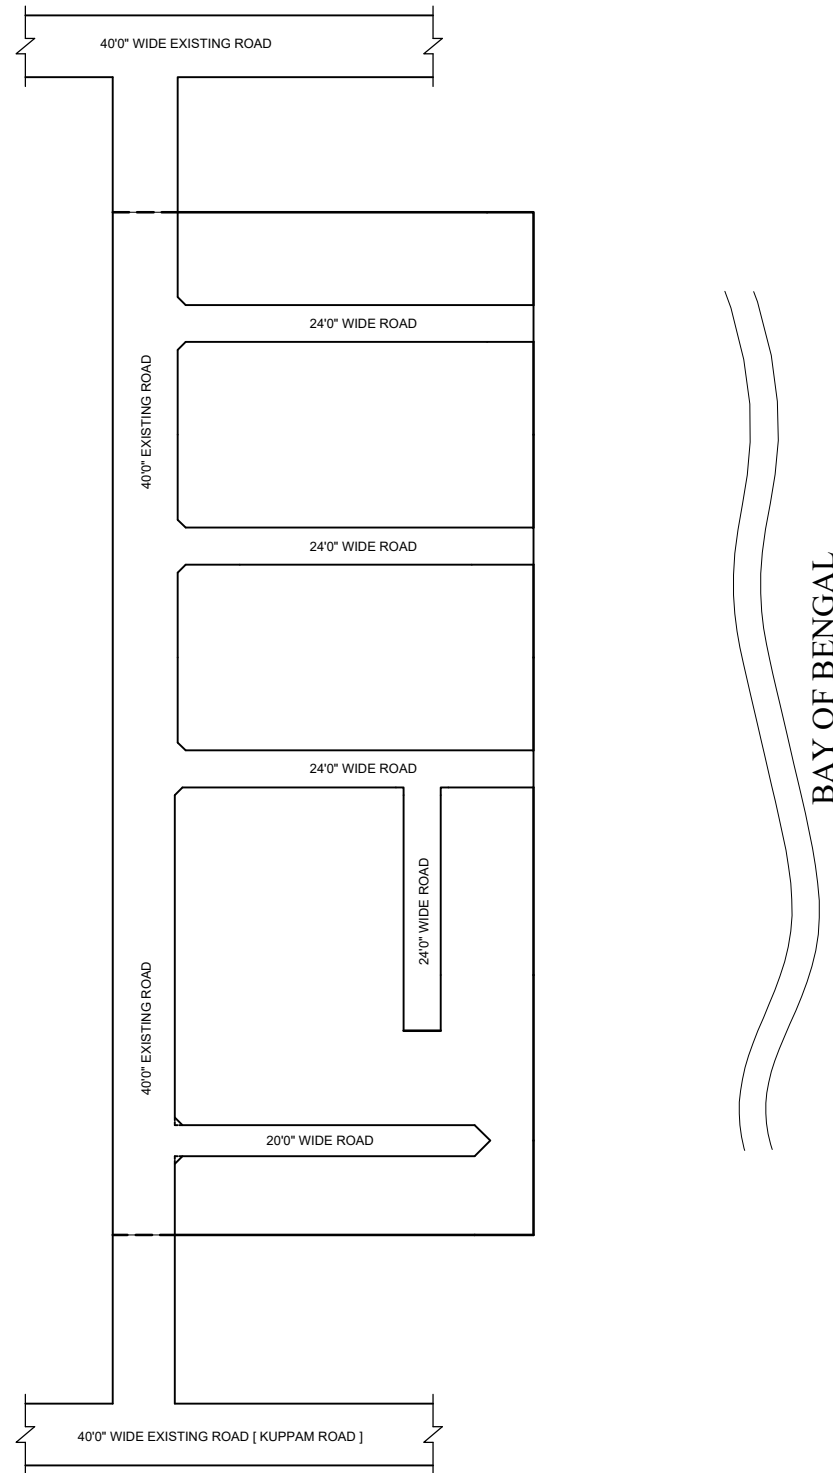 40'0" WIDE EXISTING ROAD
24'0" WIDE ROAD
40'0" EXISTING ROAD
24'0" WIDE ROAD
BAY OF BENGAL
24'0" WIDE ROAD
24'0" WIDE ROAD
40'0" EXISTING ROAD
20'0" WIDE ROAD
40'0" WIDE EXISTING ROAD [ KUPPAM ROAD ]